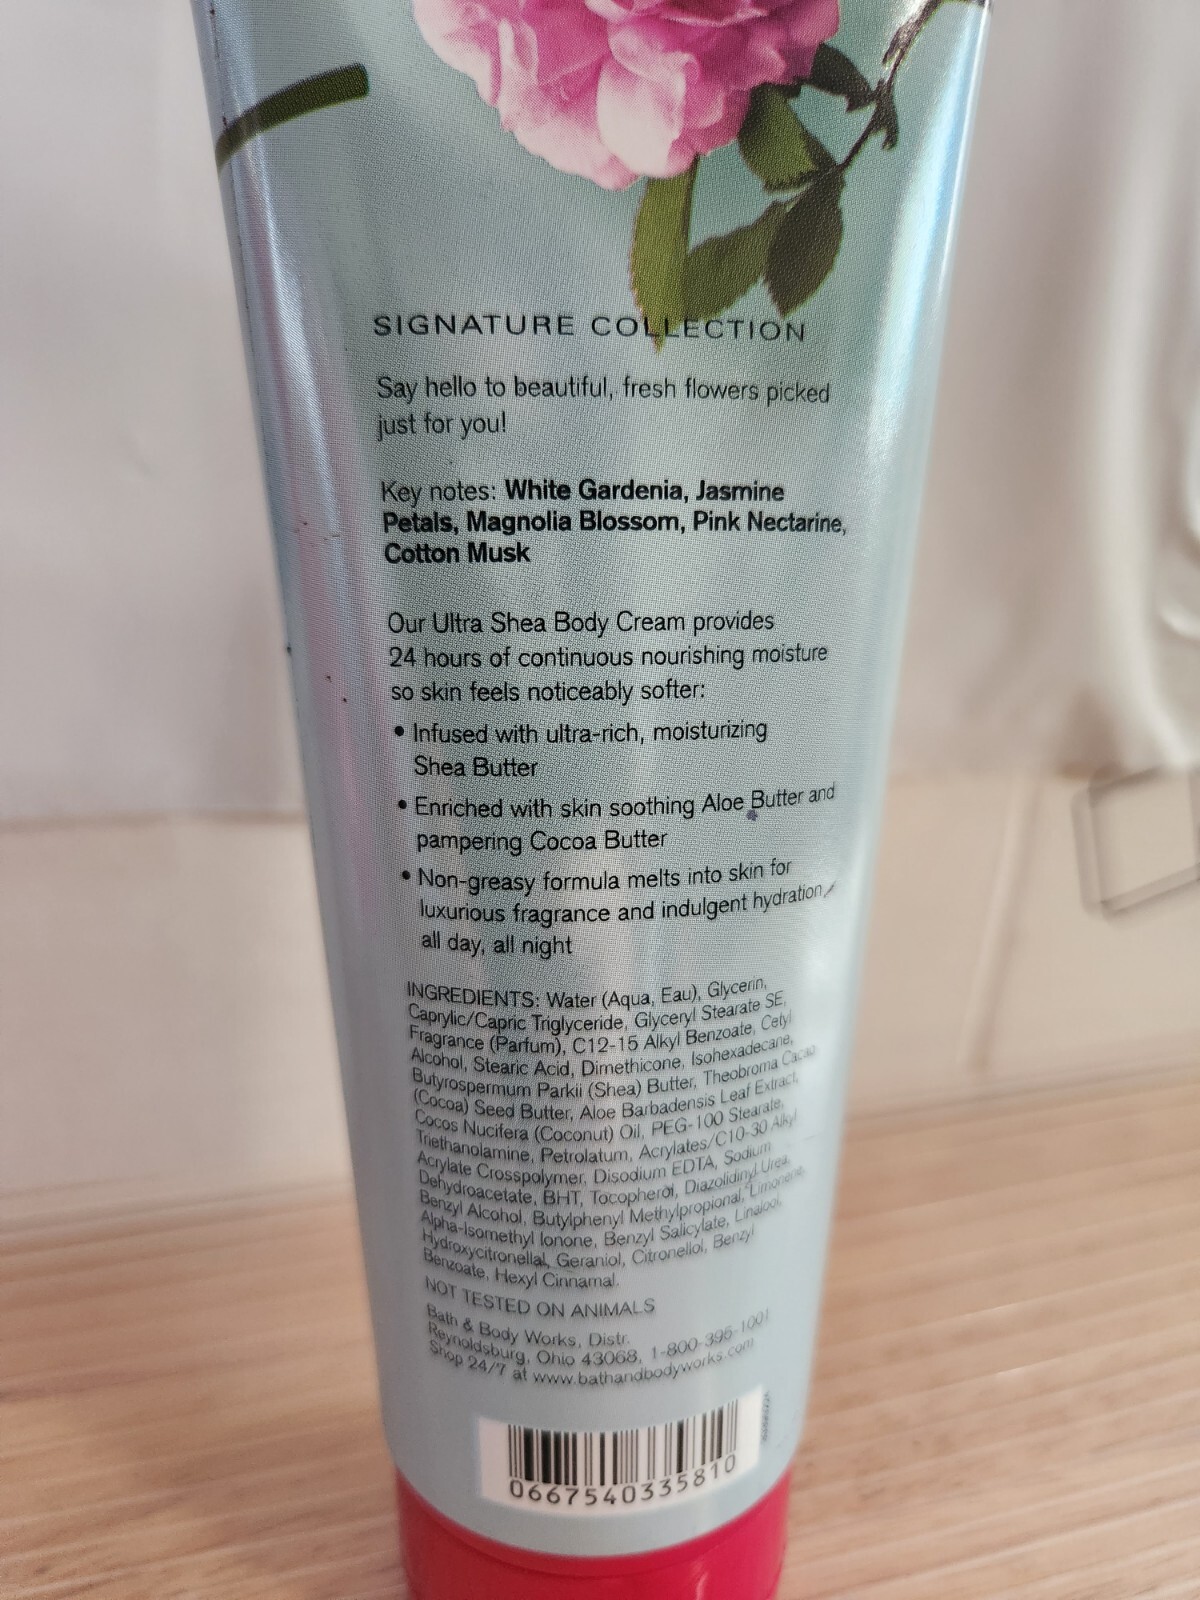 SIGNATURE COLLECTION
Say hello to beautiful, fresh flowers picked
just for you!
Key notes: White Gardenia, Jasmine
Petals, Magnolia Blossom, Pink Nectarine,
Cotton Musk
Our Ultra Shea Body Cream provides
24 hours of continuous nourishing moisture
so skin feels noticeably softer:
• Infused with ultra-rich, moisturizing
Shea Butter
• Enriched with skin soothing Aloe Butter and
pampering Cocoa Butter
• Non-greasy formula melts into skin for
luxurious fragrance and indulgent hydration
all day, all night
INGREDIENTS: Water (Aqua, Eau), Glycerin,
Caprylic/Capric Triglyceride, Glyceryl Stearate SE,
Fragrance (Parfum), C12-15 Alkyl Benzoate, Cetyl
Alcohol, Stearic Acid, Dimethicone, Isohexadecane,
Butyrospermum Parkii (Shea) Butter, Theobroma Cacao
(Cocoa) Seed Butter, Aloe Barbadensis Leaf Extract,
Cocos Nucifera (Coconut) Oil, PEG-100 Stearate,
Triethanolamine, Petrolatum, Acrylates/C10-30 Alkyl
Acrylate Crosspolymer, Disodium EDTA, Sodium
Dehydroacetate, BHT, Tocopherol, Diazolidinyl Urea,
Benzyl Alcohol, Butylphenyl Methylpropional, Limonene,
Alpha-Isomethyl Ionone, Benzyl Salicylate, Linalool,
Hydroxycitronellal, Geraniol, Citronellol, Benzyl
Benzoate, Hexyl Cinnamal.
NOT TESTED ON ANIMALS
Bath & Body Works, Distr.
Reynoldsburg, Ohio 43068, 1-800-395-1001
Shop 24/7 at www.bathandbodyworks.com
0667540335810